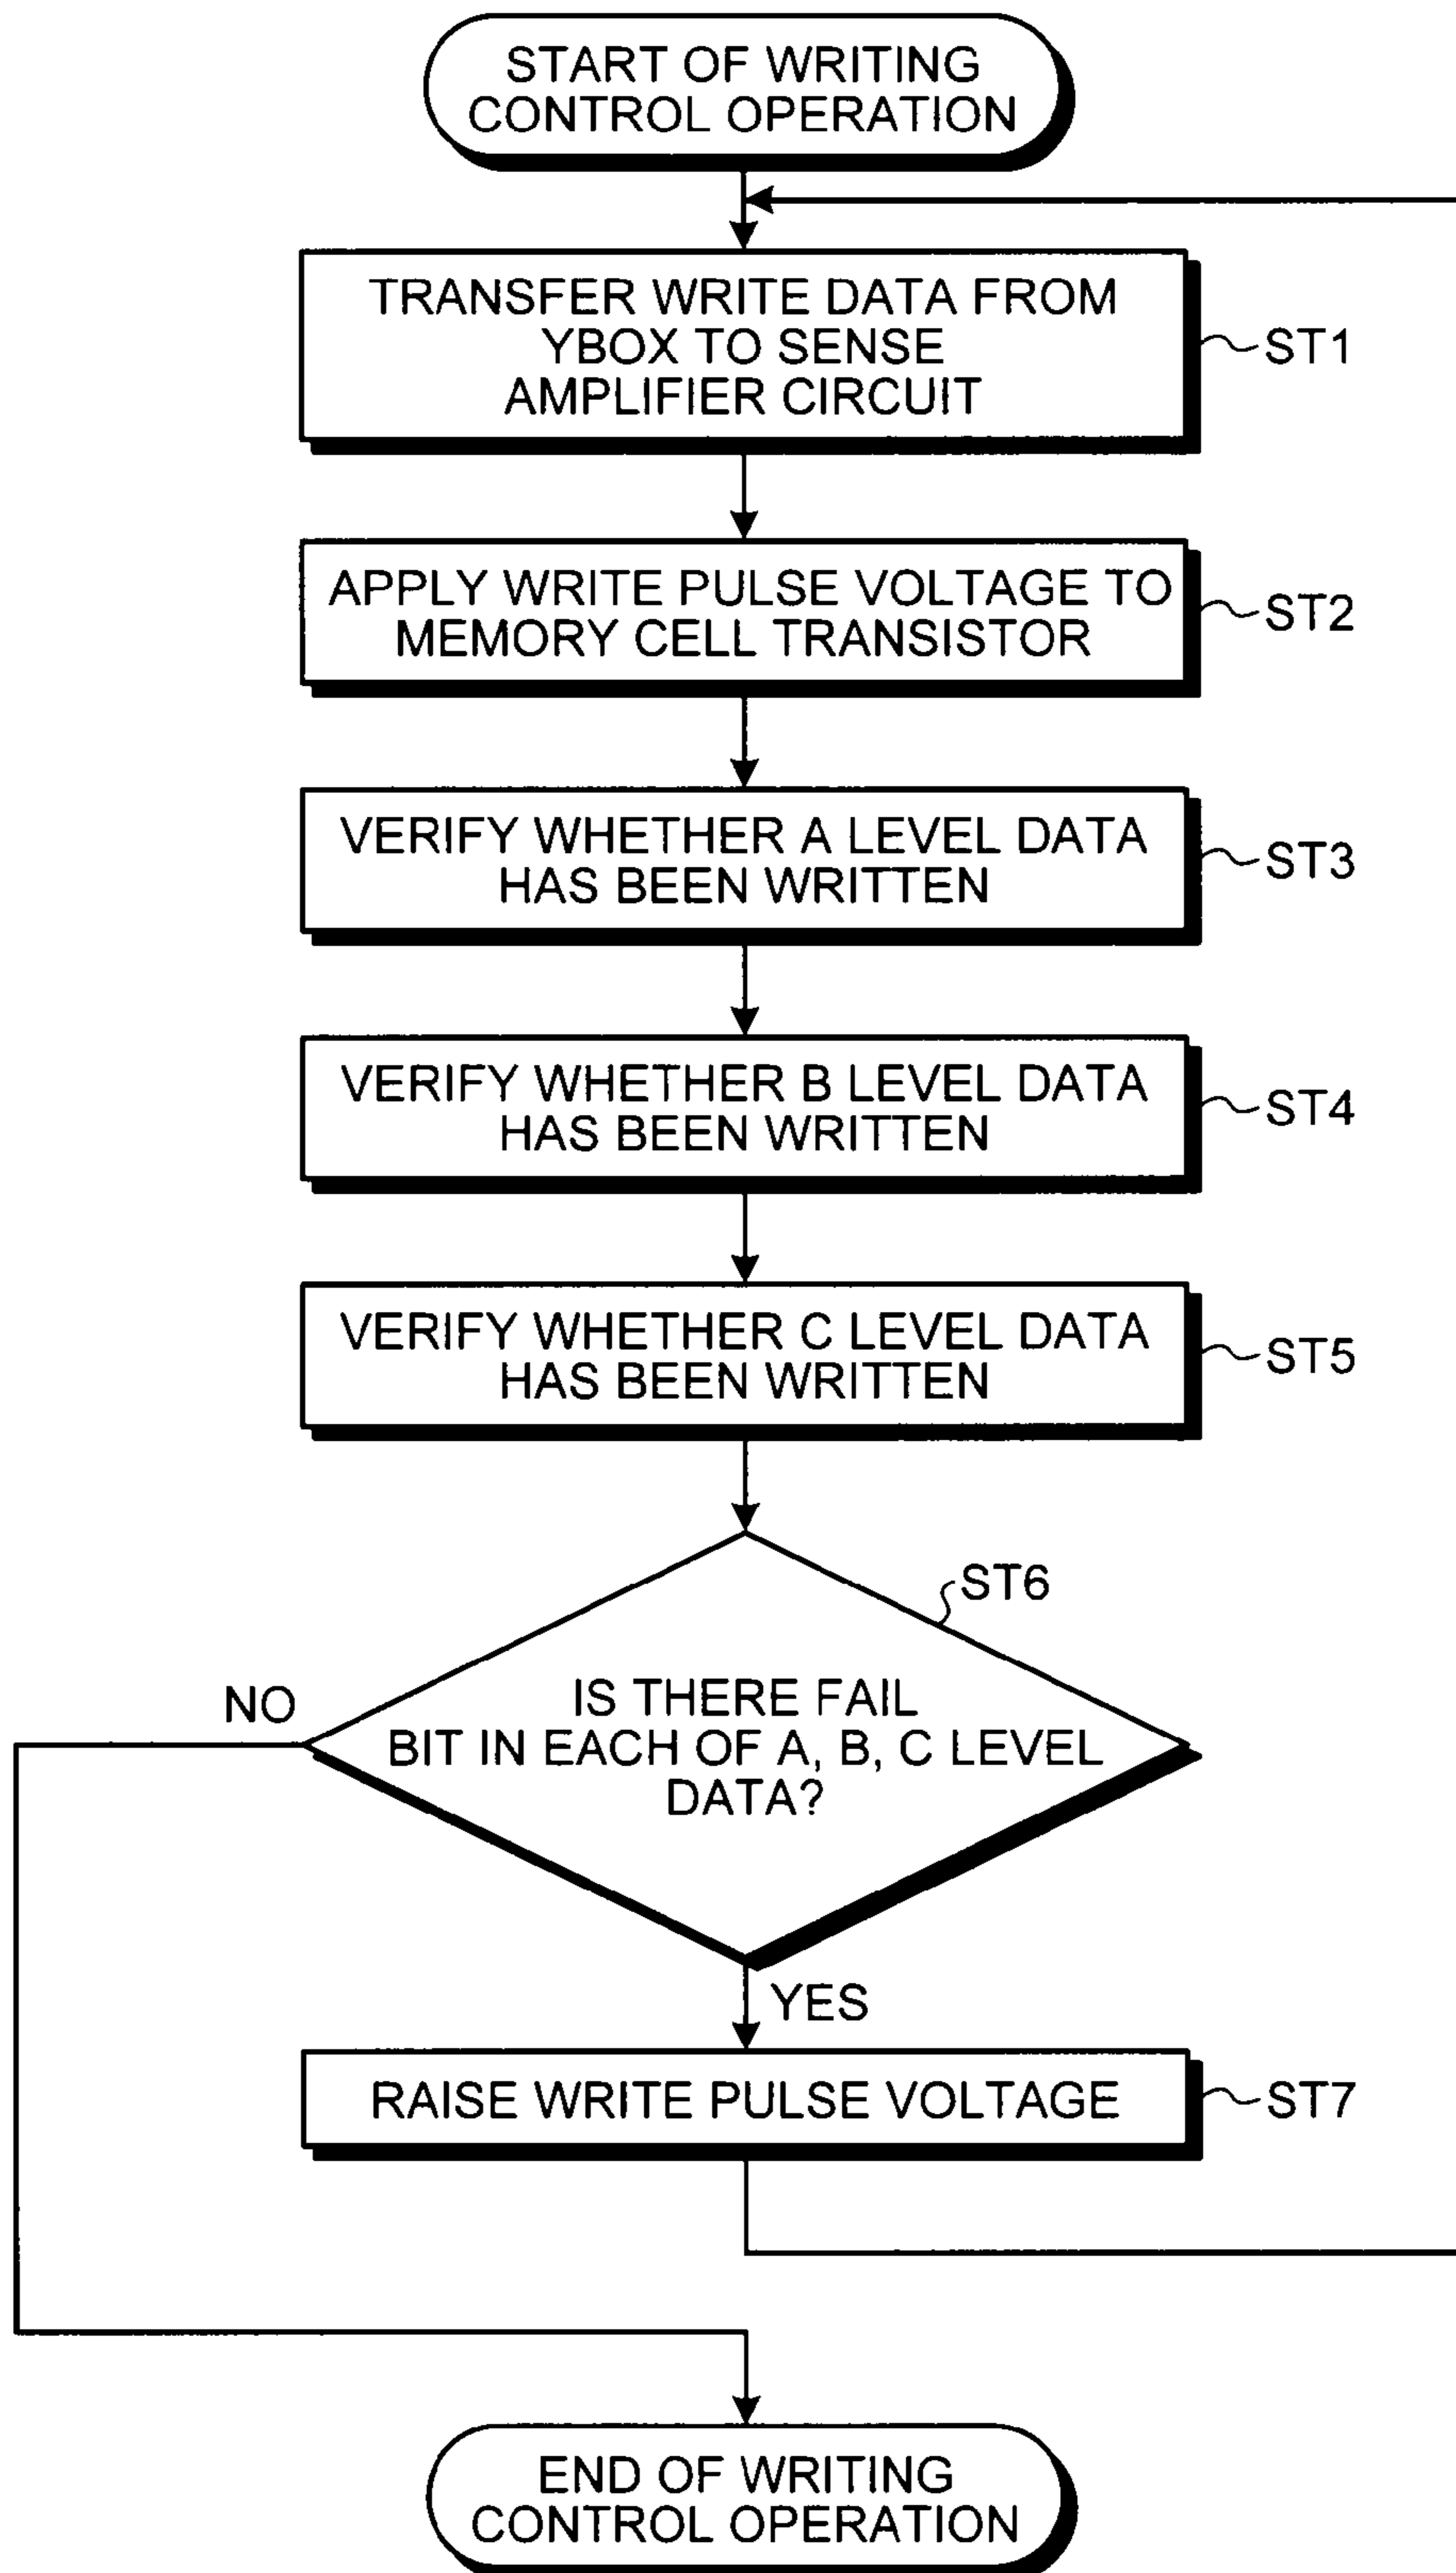 START OF WRITING
CONTROL OPERATION
TRANSFER WRITE DATA FROM
YBOX TO SENSE
AMPLIFIER CIRCUIT
ST1
APPLY WRITE PULSE VOLTAGE TO
MEMORY CELL TRANSISTOR
ST2
VERIFY WHETHER A LEVEL DATA
HAS BEEN WRITTEN
ST3
VERIFY WHETHER B LEVEL DATA
HAS BEEN WRITTEN
ST4
VERIFY WHETHER C LEVEL DATA
HAS BEEN WRITTEN
ST5
ST6
IS THERE FAIL
BIT IN EACH OF A, B, C LEVEL
DATA?
NO
YES
RAISE WRITE PULSE VOLTAGE
ST7
END OF WRITING
CONTROL OPERATION